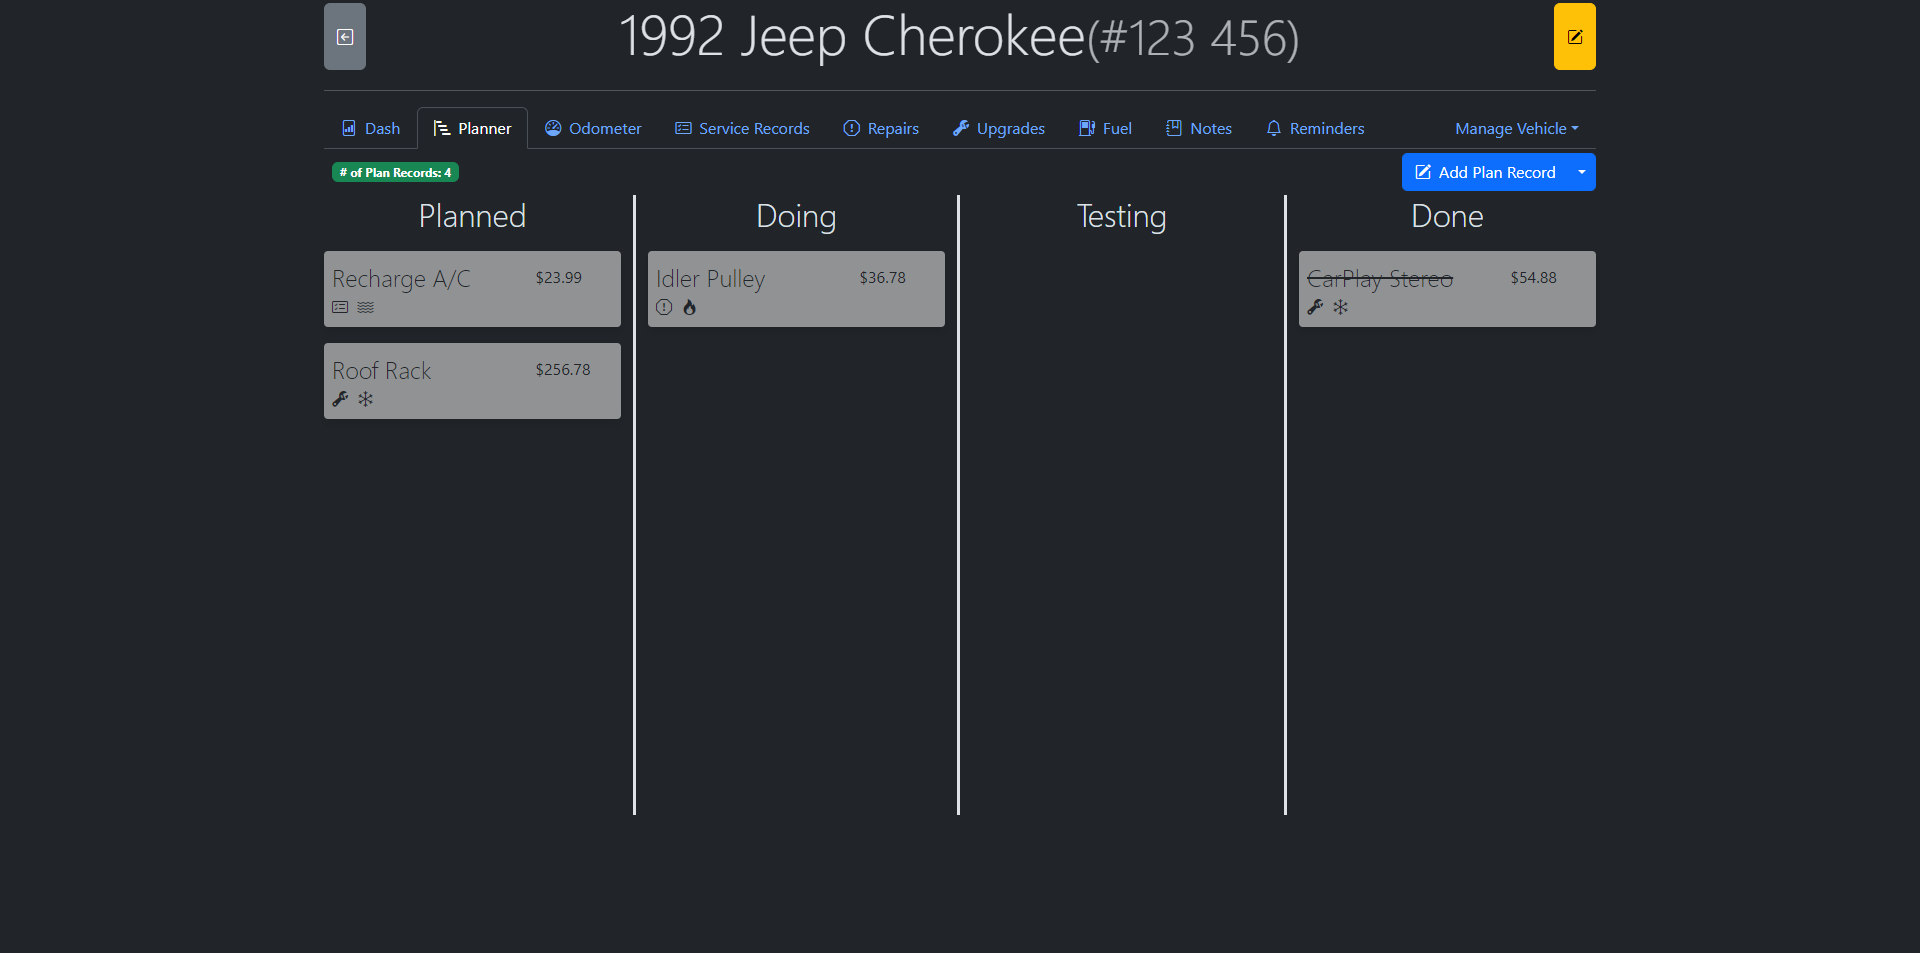 1992 Jeep Cherokee(#123 456)
Dash Planner Odometer Service Records Repairs Upgrades Fuel Notes Reminders Manage Vehicle
# of Plan Records: 4 Add Plan Record
Planned Doing Testing Done
Recharge A/C $23.99 Idler Pulley $36.78 CarPlay Stereo $54.88
Roof Rack $256.78